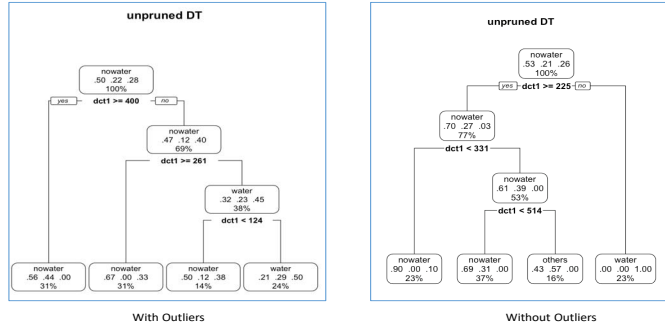 unpruned DT
nowater
.50 .22 .28
100%
yes dct1 >= 400 no
nowater
.47 .12 .40
69%
dct1 >= 261
water
.32 .23 .45
38%
dct1 < 124
nowater
.56 .44 .00
31%
nowater
.67 .00 .33
31%
nowater
.50 .12 .38
14%
water
.21 .29 .50
24%
With Outliers
unpruned DT
nowater
.53 .21 .26
100%
yes dct1 >= 225 no
nowater
.70 .27 .03
77%
dct1 < 331
nowater
.61 .39 .00
53%
dct1 < 514
nowater
.90 .00 .10
23%
nowater
.69 .31 .00
37%
others
.43 .57 .00
16%
water
.00 .00 1.00
23%
Without Outliers